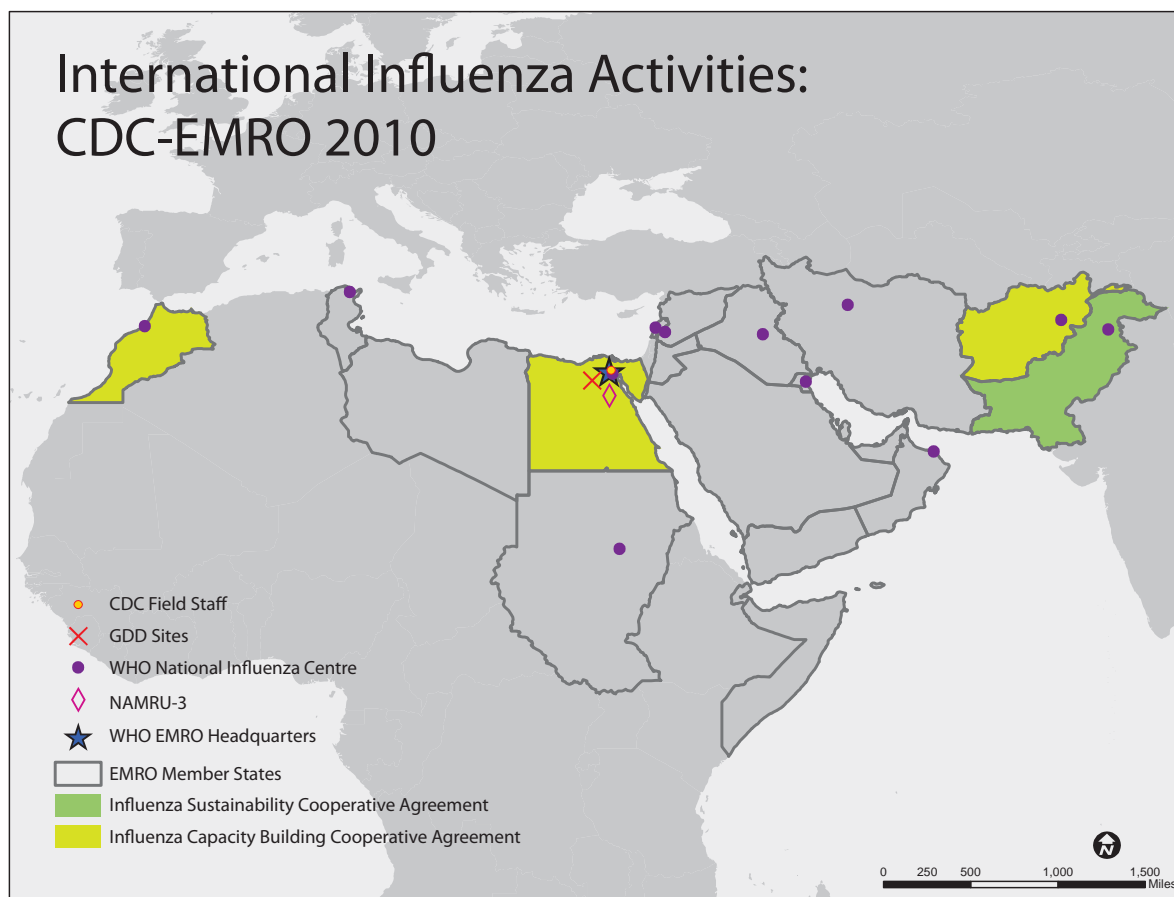 International Influenza Activities:
CDC-EMRO 2010
CDC Field Staff
GDD Sites
WHO National Influenza Centre
NAMRU-3
WHO EMRO Headquarters
EMRO Member States
Influenza Sustainability Cooperative Agreement
Influenza Capacity Building Cooperative Agreement
N
0 250 500 1,000 1,500
Miles